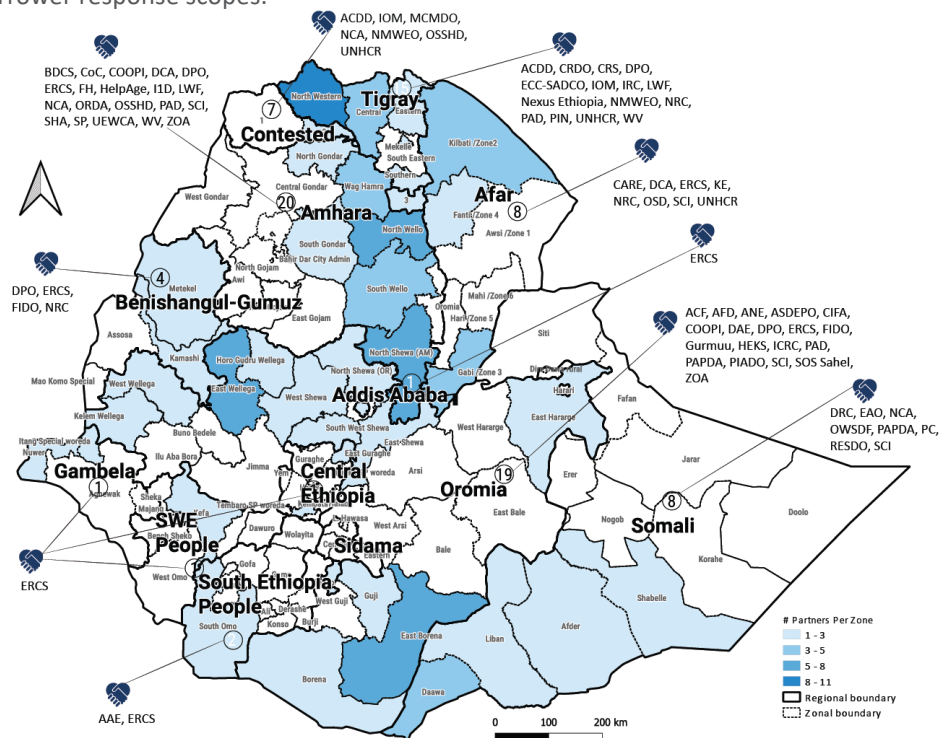 rrower response scopes.
ACDD, IOM, MCMDO,
NCA, NMWEO, OSSHD,
UNHCR
BDCS, CoC, COOPI, DCA, DPO,
ERCS, FH, HelpAge, I1D, LWF,
NCA, ORDA, OSSHD, PAD, SCI,
SHA, SP, UEWCA, WV, ZOA
ACDD, CRDO, CRS, DPO,
ECC-SADCO, IOM, IRC, LWF,
Nexus Ethiopia, NMWEO, NRC,
PAD, PIN, UNHCR, WV
CARE, DCA, ERCS, KE,
NRC, OSD, SCI, UNHCR
ERCS
DPO, ERCS,
FIDO, NRC
ACF, AFD, ANE, ASDEPO, CIFA,
COOPI, DAE, DPO, ERCS, FIDO,
Gurmuu, HEKS, ICRC, PAD,
PAPDA, PIADO, SCI, SOS Sahel,
ZOA
DRC, EAO, NCA,
OWSDF, PAPDA, PC,
RESDO, SCI
ERCS
AAE, ERCS
North Western
15
Tigray
Central
Eastern
7
1
Contested
Mekelle
South Eastern
Southern
Kilbati /Zone2
North Gondar
West Gondar
Central Gondar
Wag Hamra
3
20
Amhara
Afar
8
Fantis/Zone 4
Awsi /Zone 1
North Wello
South Gondar
Bahir Dar City Admin
4
Metekel
North Gojam
Awi
South Wello
Benishangul-Gumuz
East Gojam
Oromia
Mahi /Zone 6
Hari /Zone 5
Siti
Assosa
Kamashi
Horo Gudru Wellega
North Shewa (AM)
North Shewa (OR)
Gabi /Zone 3
Mao Komo Special
West Wellega
East Wellega
West Shewa
Addis Ababa
1
Harari
Fafan
Kelem Wellega
South West Shewa
West Hararge
East Hararge
Itang Special woreda
Nuwer
Buno Bedele
East Shewa
Ilu Aba Bora
Guraghe
East Guraghe
woreda
Arsi
Erer
Jarar
Gambela
1
Jimma
Yem
Central
Ethiopia
Oromia
19
Agnewak
Sheka
Majang
Kefa
Tembaro SP woreda
East Bale
8
Somali
Doolo
SWE
People
Bench Sheko
Dawuro
Wolayita
Hawasa
West Arsi
Nogob
Sidama
Eastern
Bale
Korahe
West Omo
Gofa
South Ethiopia
People
West Guji
Guji
Shabelle
South Omo
Derashe
Konso
Burji
2
East Borena
Liban
Afder
Borena
Daawa
# Partners Per Zone
1 - 3
3 - 5
5 - 8
8 - 11
Regional boundary
Zonal boundary
0 100 200 km